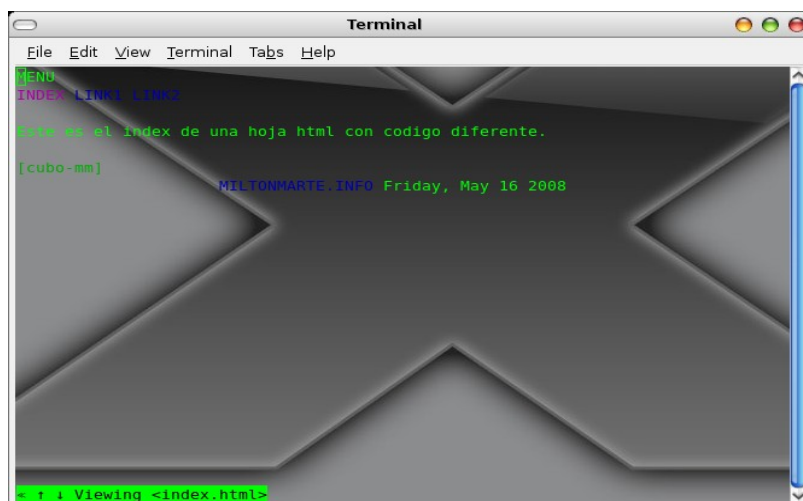 Terminal
File Edit View Terminal Tabs Help
MENU
INDEX LINK1 LINK2
Este es el index de una hoja html con codigo diferente.
[cubo-mm]
MILTONMARTE.INFO Friday, May 16 2008
« ↑ ↓ Viewing <index.html>